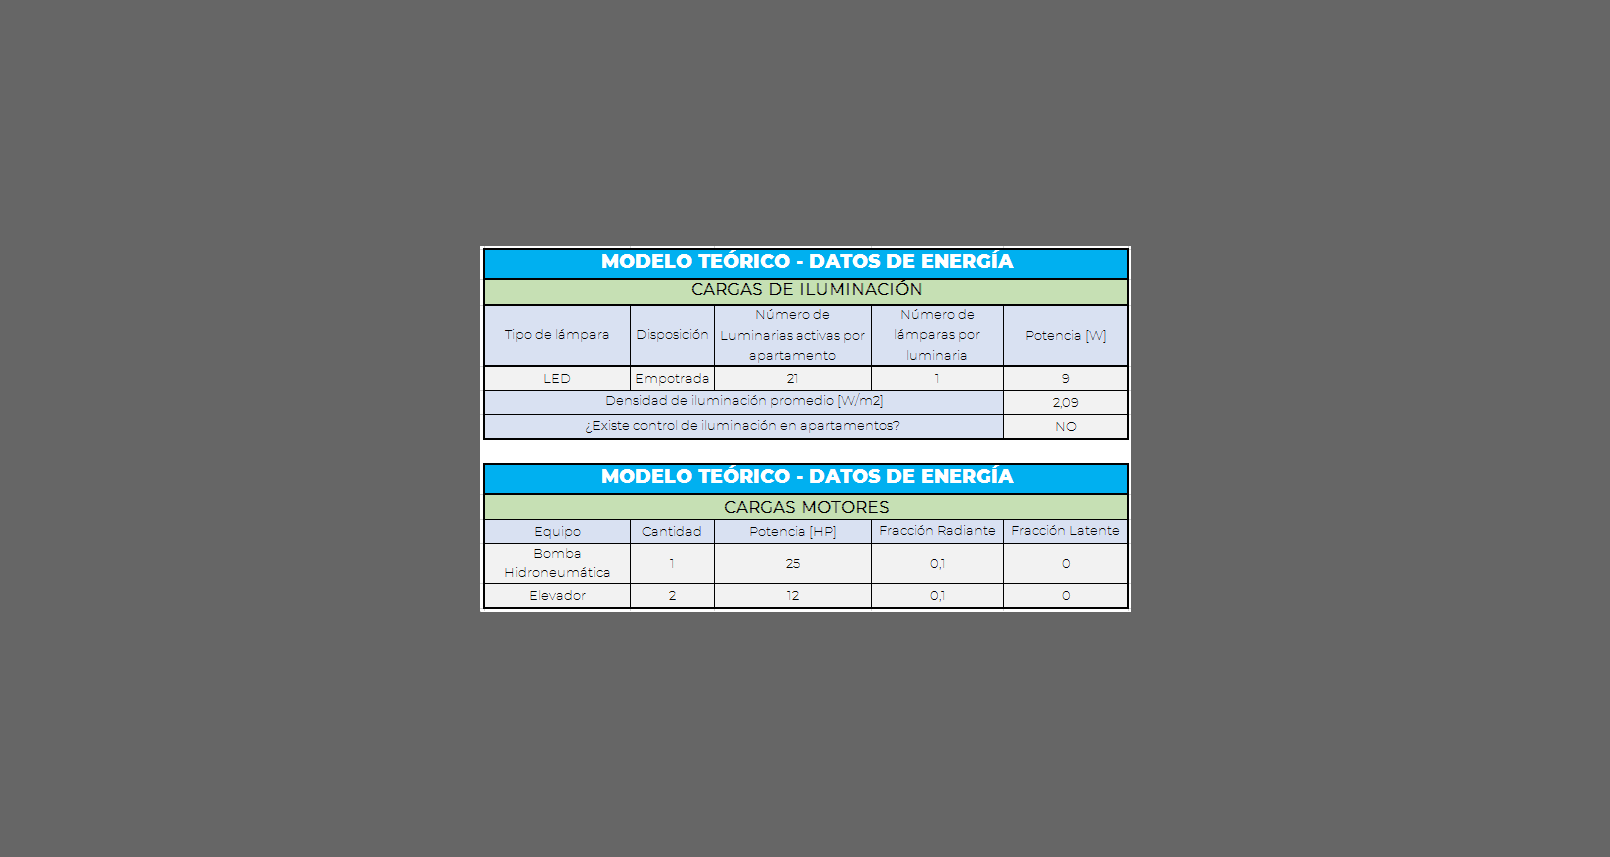 MODELO TEÓRICO - DATOS DE ENERGÍA
CARGAS DE ILUMINACIÓN
Tipo de lámpara
Disposición
Número de
Luminarias activas por
apartamento
Número de
lámparas por
luminaria
Potencia [W]
LED
Empotrada
21
1
9
Densidad de iluminación promedio [W/m2]
2,09
¿Existe control de iluminación en apartamentos?
NO
MODELO TEÓRICO - DATOS DE ENERGÍA
CARGAS MOTORES
Equipo
Cantidad
Potencia [HP]
Fracción Radiante
Fracción Latente
Bomba
Hidroneumática
1
25
0,1
0
Elevador
2
12
0,1
0